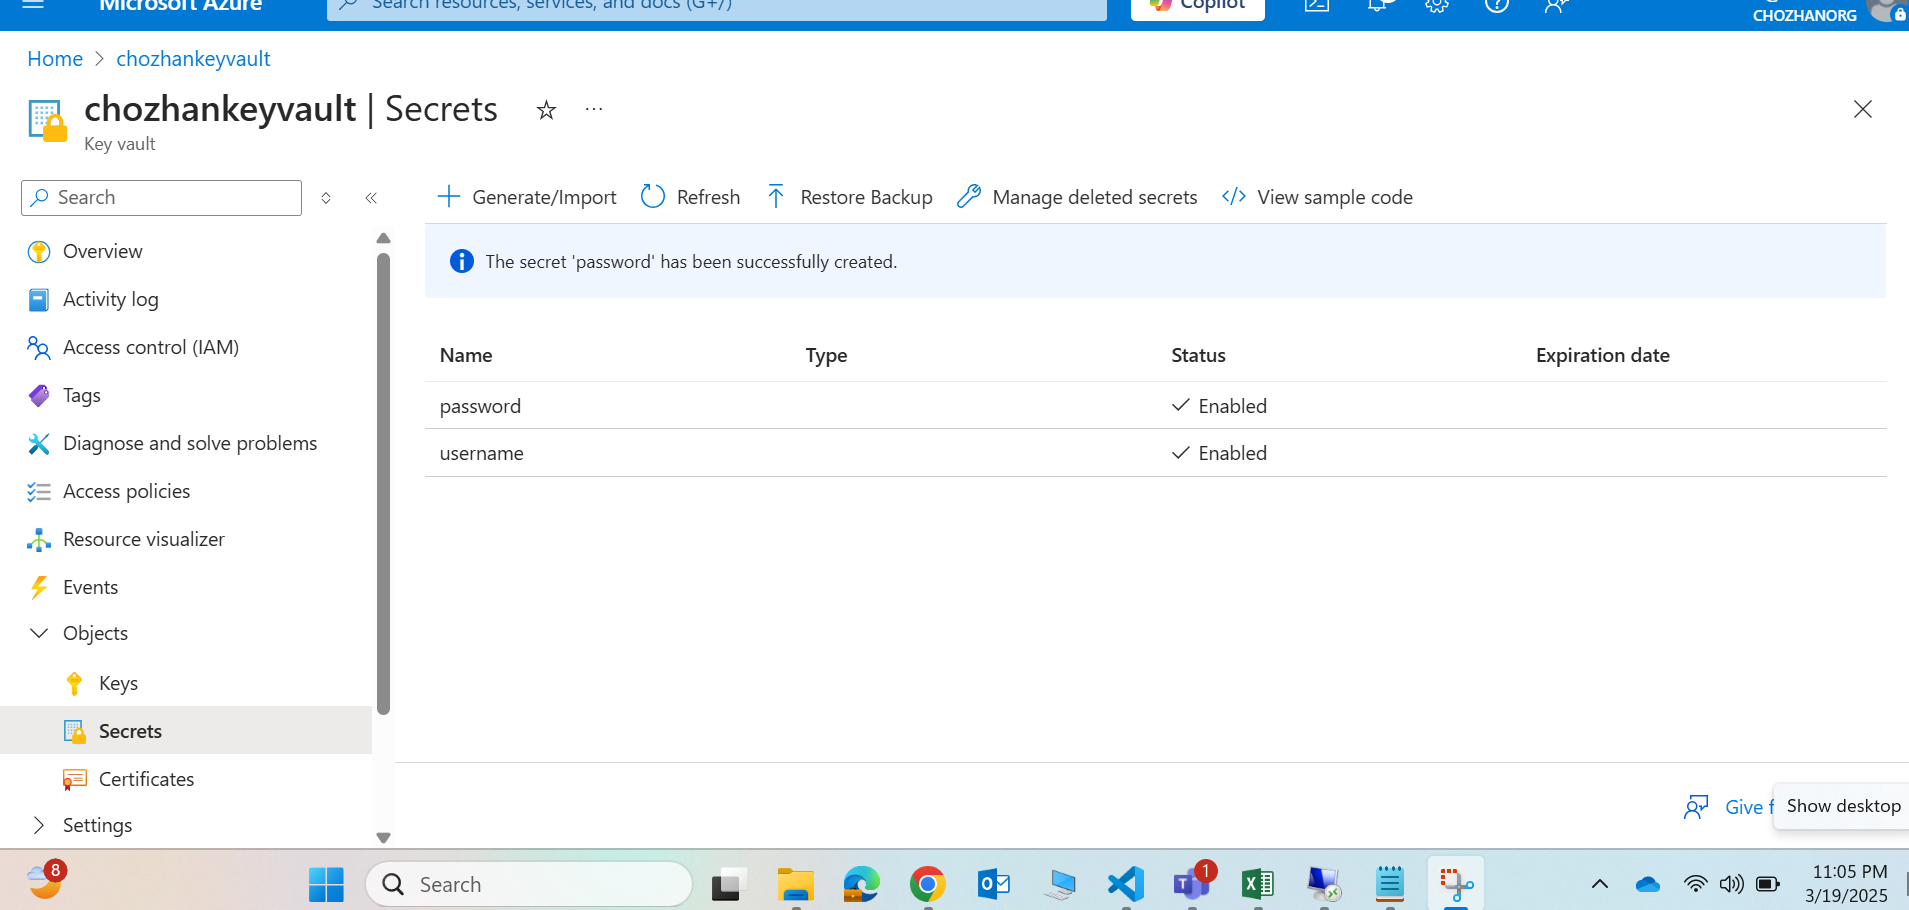 Microsoft Azure
Search resources, services, and docs (G+/)
Copilot
CHOZHANORG
Home > chozhankeyvault
chozhankeyvault | Secrets
Key vault
Search
Generate/Import
Refresh
Restore Backup
Manage deleted secrets
View sample code
Overview
Activity log
Access control (IAM)
Tags
Diagnose and solve problems
Access policies
Resource visualizer
Events
Objects
Keys
Secrets
Certificates
Settings
The secret 'password' has been successfully created.
Name Type Status Expiration date
password Enabled
username Enabled
Give f
Show desktop
8
Search
1
11:05 PM
3/19/2025